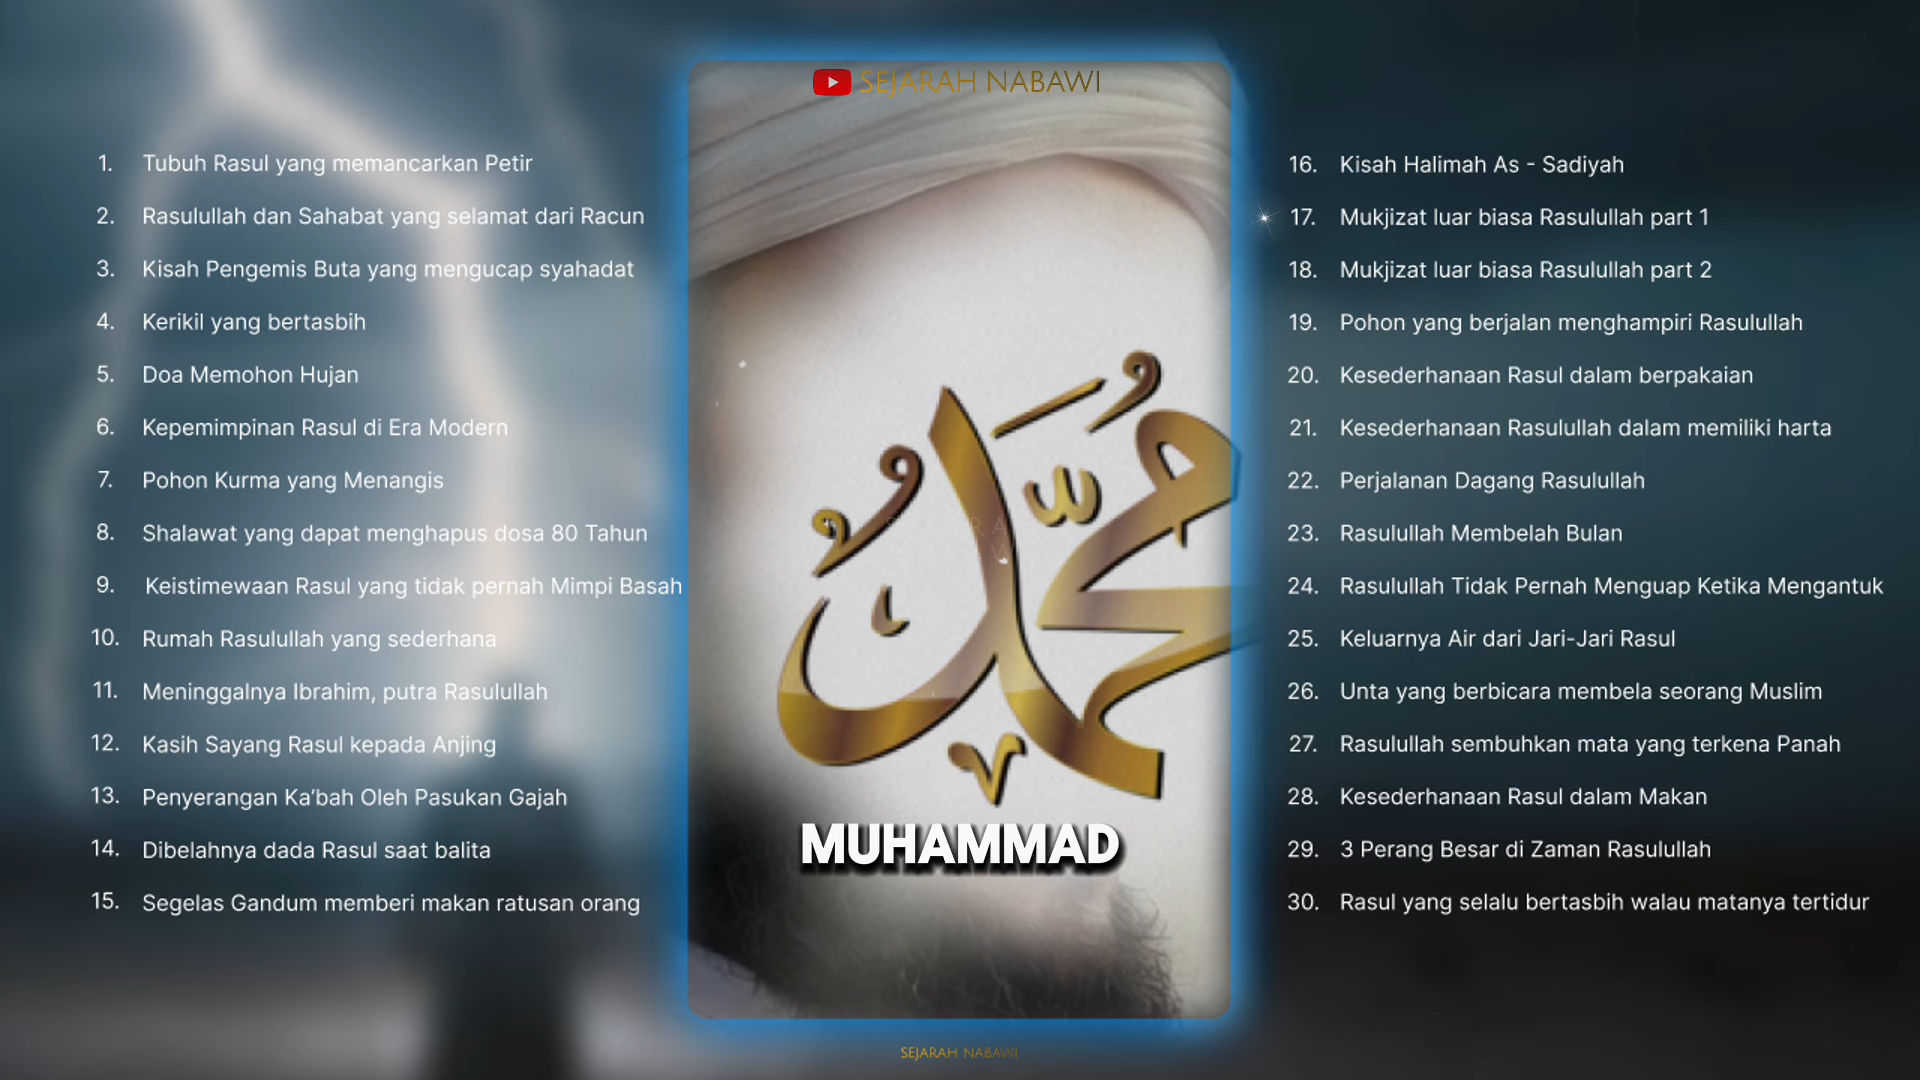 SEJARAH NABAWI
1. Tubuh Rasul yang memancarkan Petir
2. Rasulullah dan Sahabat yang selamat dari Racun
3. Kisah Pengemis Buta yang mengucap syahadat
4. Kerikil yang bertasbih
5. Doa Memohon Hujan
6. Kepemimpinan Rasul di Era Modern
7. Pohon Kurma yang Menangis
8. Shalawat yang dapat menghapus dosa 80 Tahun
9. Keistimewaan Rasul yang tidak pernah Mimpi Basah
10. Rumah Rasulullah yang sederhana
11. Meninggalnya Ibrahim, putra Rasulullah
12. Kasih Sayang Rasul kepada Anjing
13. Penyerangan Ka’bah Oleh Pasukan Gajah
14. Dibelahnya dada Rasul saat balita
15. Segelas Gandum memberi makan ratusan orang
مُحَمَّدٌ
MUHAMMAD
16. Kisah Halimah As - Sadiyah
17. Mukjizat luar biasa Rasulullah part 1
18. Mukjizat luar biasa Rasulullah part 2
19. Pohon yang berjalan menghampiri Rasulullah
20. Kesederhanaan Rasul dalam berpakaian
21. Kesederhanaan Rasulullah dalam memiliki harta
22. Perjalanan Dagang Rasulullah
23. Rasulullah Membelah Bulan
24. Rasulullah Tidak Pernah Menguap Ketika Mengantuk
25. Keluarnya Air dari Jari-Jari Rasul
26. Unta yang berbicara membela seorang Muslim
27. Rasulullah sembuhkan mata yang terkena Panah
28. Kesederhanaan Rasul dalam Makan
29. 3 Perang Besar di Zaman Rasulullah
30. Rasul yang selalu bertasbih walau matanya tertidur
SEJARAH NABAWI